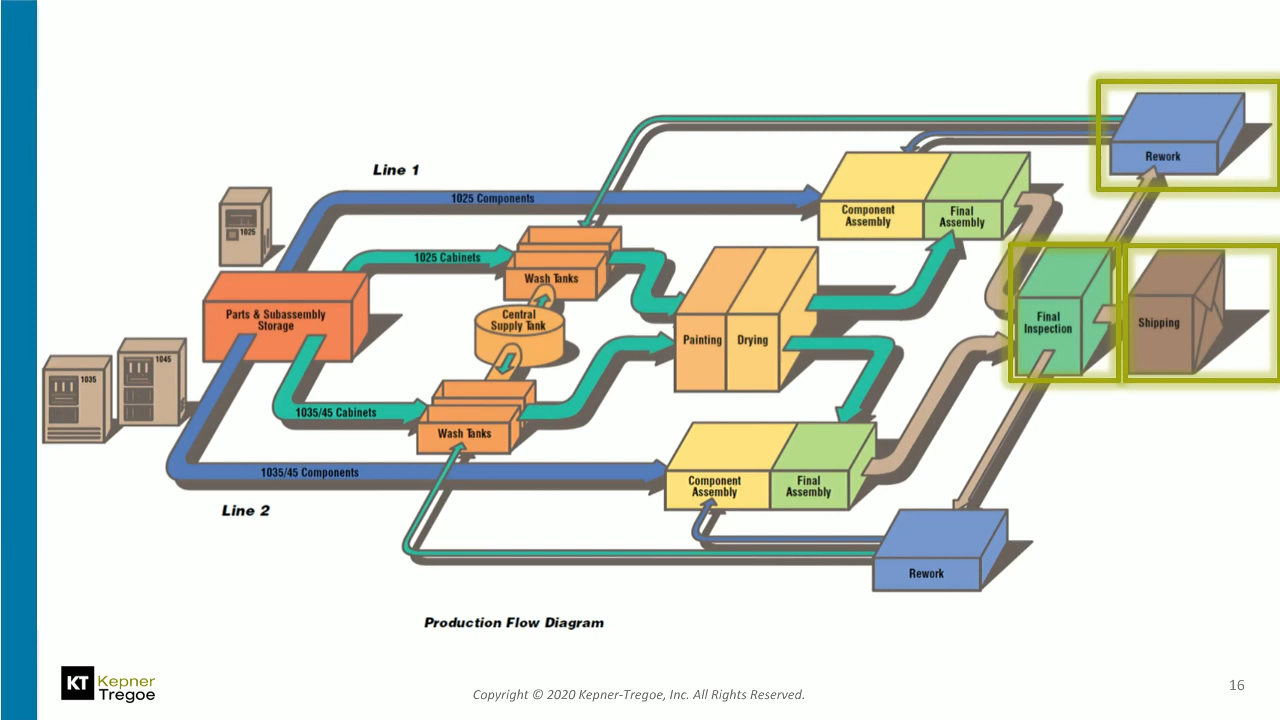 Line 1
Rework
1025 Components
Component
Assembly
Final
Assembly
1025
1025 Cabinets
Wash Tanks
Parts & Subassembly
Storage
Central
Supply Tank
Painting
Drying
Final
Inspection
Shipping
1035
1045
1035/45 Cabinets
Wash Tanks
1035/45 Components
Component
Assembly
Final
Assembly
Line 2
Rework
Production Flow Diagram
KT Kepner
Tregoe
Copyright © 2020 Kepner-Tregoe, Inc. All Rights Reserved.
16